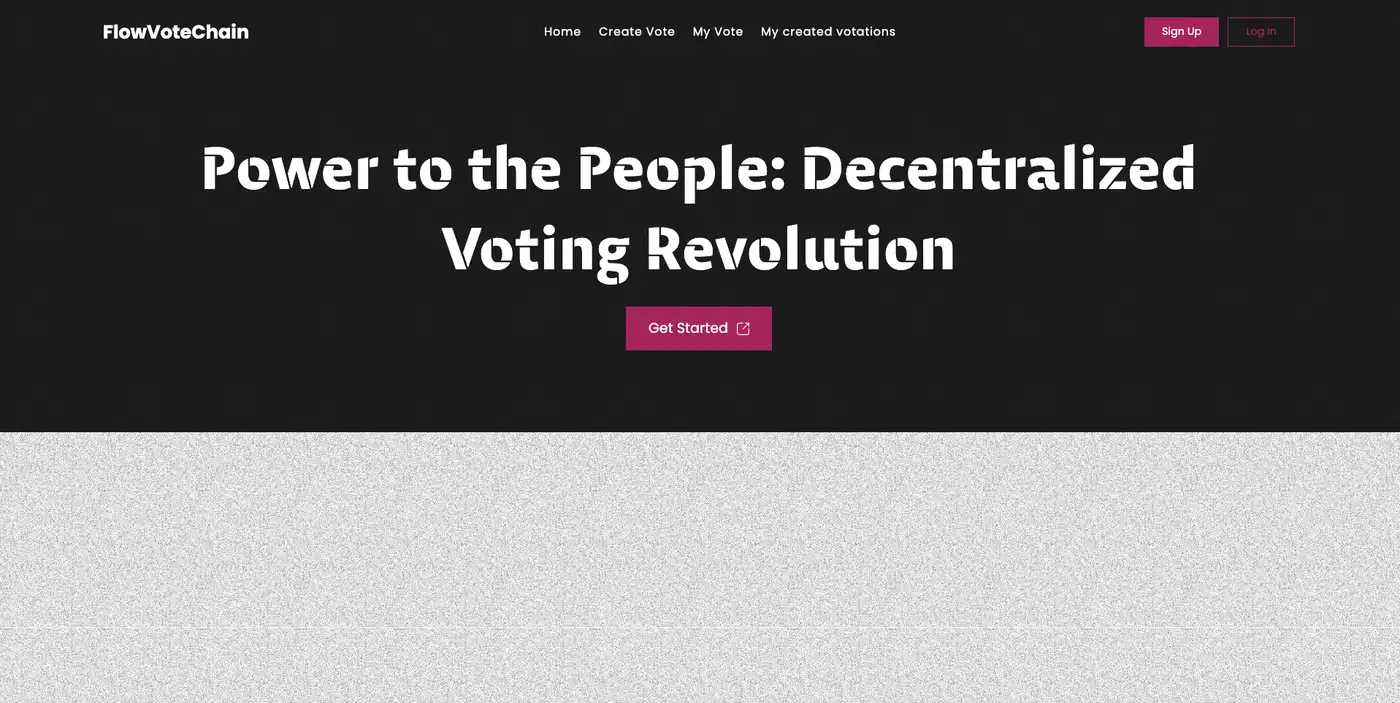 FlowVoteChain
Home Create Vote My Vote My created votations
Sign Up Log in
Power to the People: Decentralized
Voting Revolution
Get Started